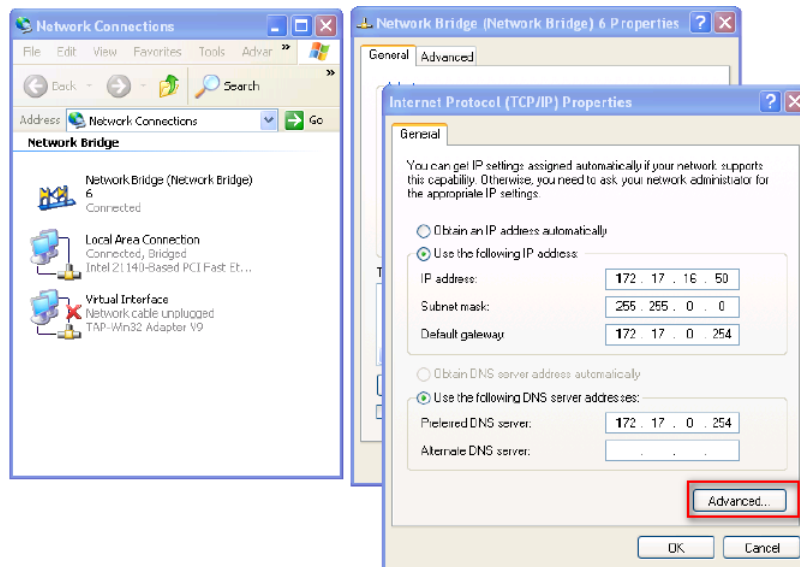 Network Connections
File Edit View Favorites Tools Advar »
Back Search »
Address Network Connections Go
Network Bridge
Network Bridge (Network Bridge)
6
Connected
Local Area Connection
Connected, Bridged
Intel 21140-Based PCI Fast Et...
Virtual Interface
Network cable unplugged
TAP-Win32 Adapter V9
Network Bridge (Network Bridge) 6 Properties
General Advanced
Internet Protocol (TCP/IP) Properties
General
You can get IP settings assigned automatically if your network supports
this capability. Otherwise, you need to ask your network administrator for
the appropriate IP settings.
Obtain an IP address automatically
Use the following IP address:
IP address: 172 . 17 . 16 . 50
Subnet mask: 255 . 255 . 0 . 0
Default gateway: 172 . 17 . 0 . 254
Obtain DNS server address automatically
Use the following DNS server addresses:
Preferred DNS server: 172 . 17 . 0 . 254
Alternate DNS server: . . .
Advanced...
OK Cancel